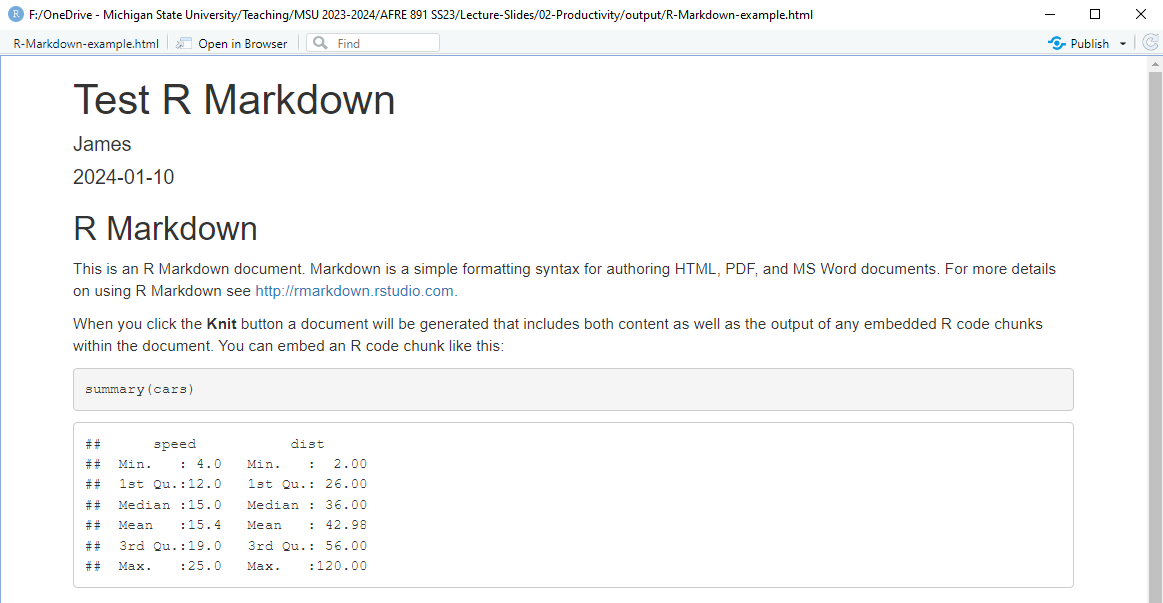 F:/OneDrive - Michigan State University/Teaching/MSU 2023-2024/AFRE 891 SS23/Lecture-Slides/02-Productivity/output/R-Markdown-example.html
R-Markdown-example.html Open in Browser Find Publish
Test R Markdown
James
2024-01-10
R Markdown
This is an R Markdown document. Markdown is a simple formatting syntax for authoring HTML, PDF, and MS Word documents. For more details
on using R Markdown see http://rmarkdown.rstudio.com.
When you click the Knit button a document will be generated that includes both content as well as the output of any embedded R code chunks
within the document. You can embed an R code chunk like this:
summary(cars)
##      speed           dist
##  Min.   : 4.0   Min.   :  2.00
##  1st Qu.:12.0   1st Qu.: 26.00
##  Median :15.0   Median : 36.00
##  Mean   :15.4   Mean   : 42.98
##  3rd Qu.:19.0   3rd Qu.: 56.00
##  Max.   :25.0   Max.   :120.00